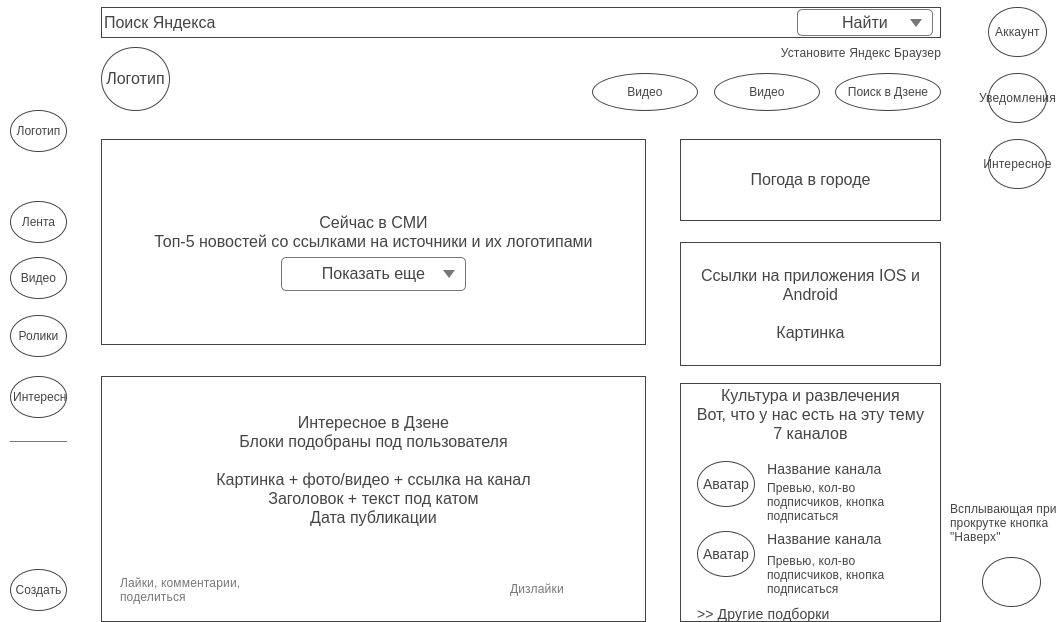 Поиск Яндекса
Найти
Аккаунт
Установите Яндекс Браузер
Логотип
Видео
Видео
Поиск в Дзене
Уведомления
Логотип
Интересное
Погода в городе
Лента
Сейчас в СМИ
Топ-5 новостей со ссылками на источники и их логотипами
Показать еще
Видео
Ссылки на приложения IOS и
Android
Картинка
Ролики
Интересн
Культура и развлечения
Вот, что у нас есть на эту тему
7 каналов
Интересное в Дзене
Блоки подобраны под пользователя
Картинка + фото/видео + ссылка на канал
Заголовок + текст под катом
Дата публикации
Аватар
Название канала
Превью, кол-во
подписчиков, кнопка
подписаться
Аватар
Название канала
Превью, кол-во
подписчиков, кнопка
подписаться
Всплывающая при
прокрутке кнопка
"Наверх"
Создать
Лайки, комментарии,
поделиться
Дизлайки
>> Другие подборки